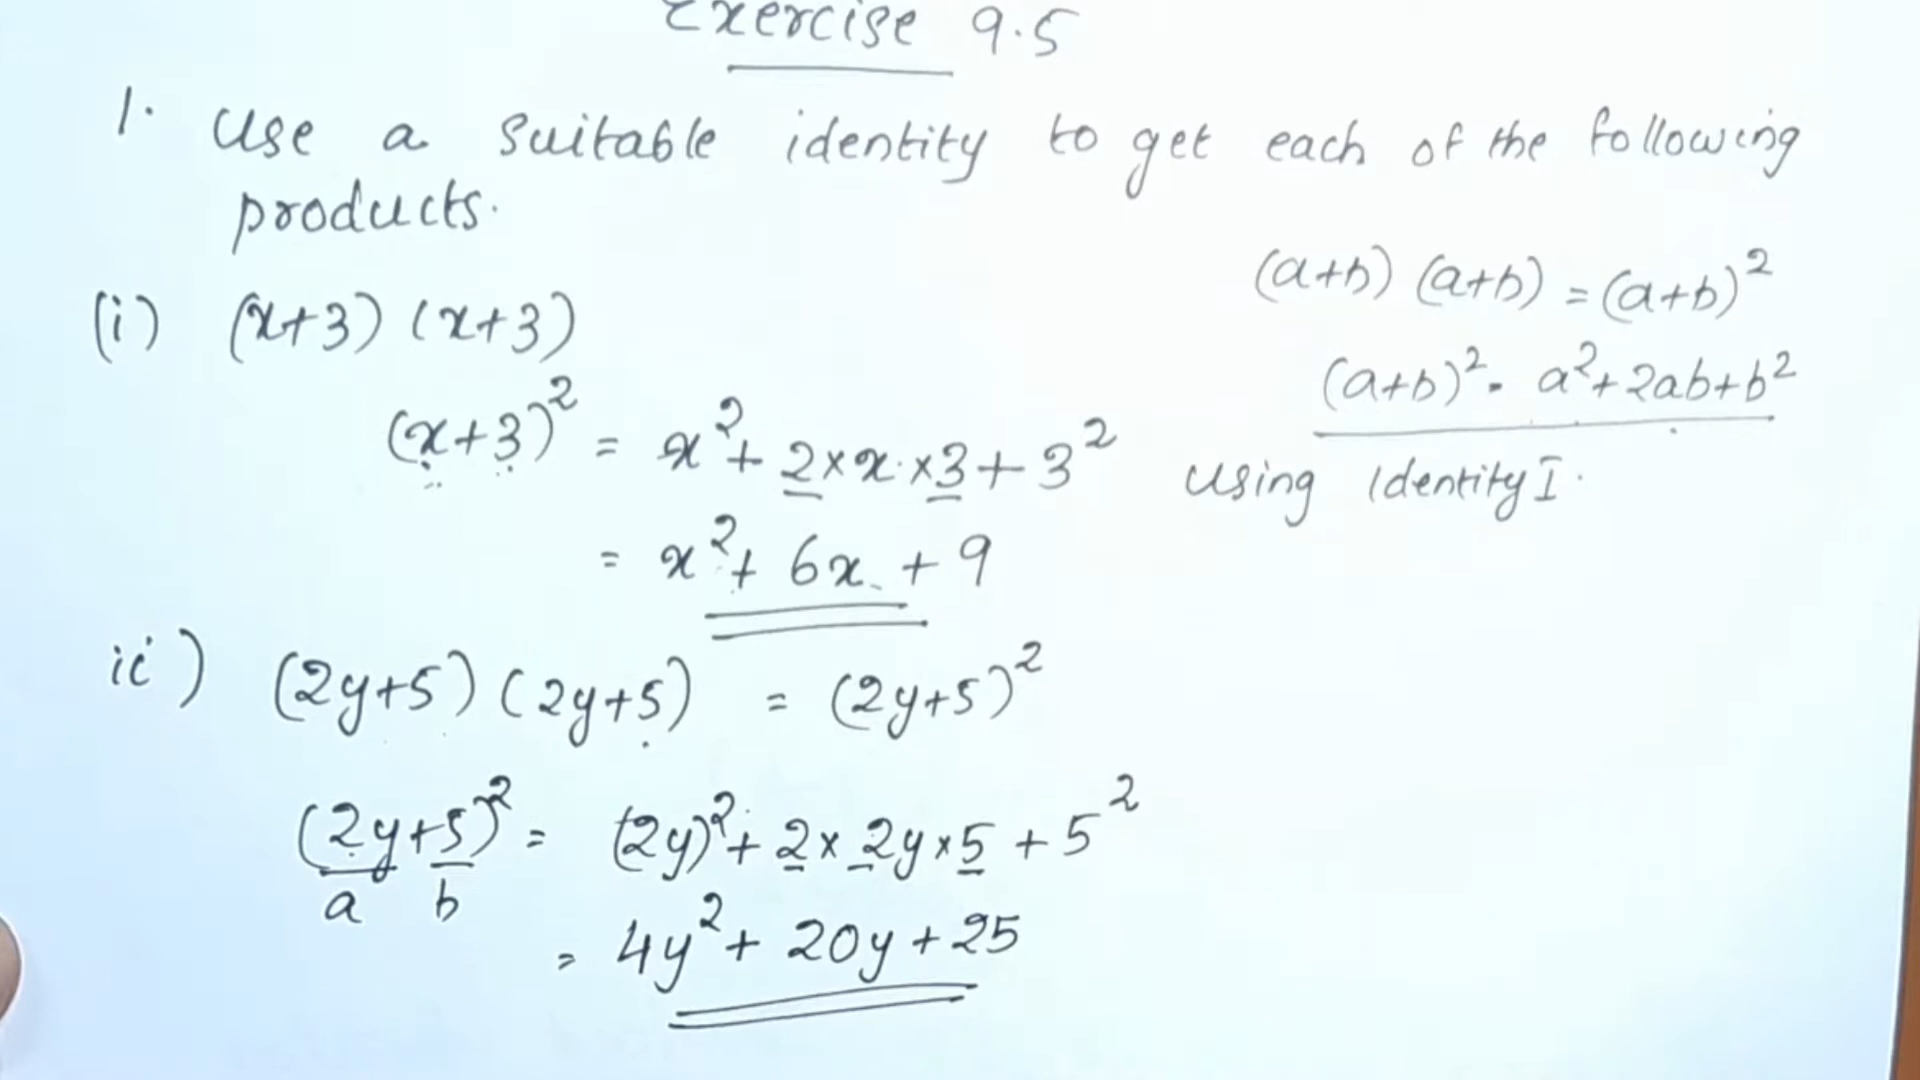 Exercise 9.5
1. Use a suitable identity to get each of the following
products.
(i) (x+3) (x+3)
(a+b) (a+b) = (a+b)²
(a+b)² = a²+2ab+b²
(x+3)² = x²+ 2×x×3+3² using Identity I.
= x²+ 6x + 9
ii) (2y+5) (2y+5) = (2y+5)²
(2y+5)² = (2y)²+ 2× 2y×5 + 5²
a b
= 4y²+ 20y + 25